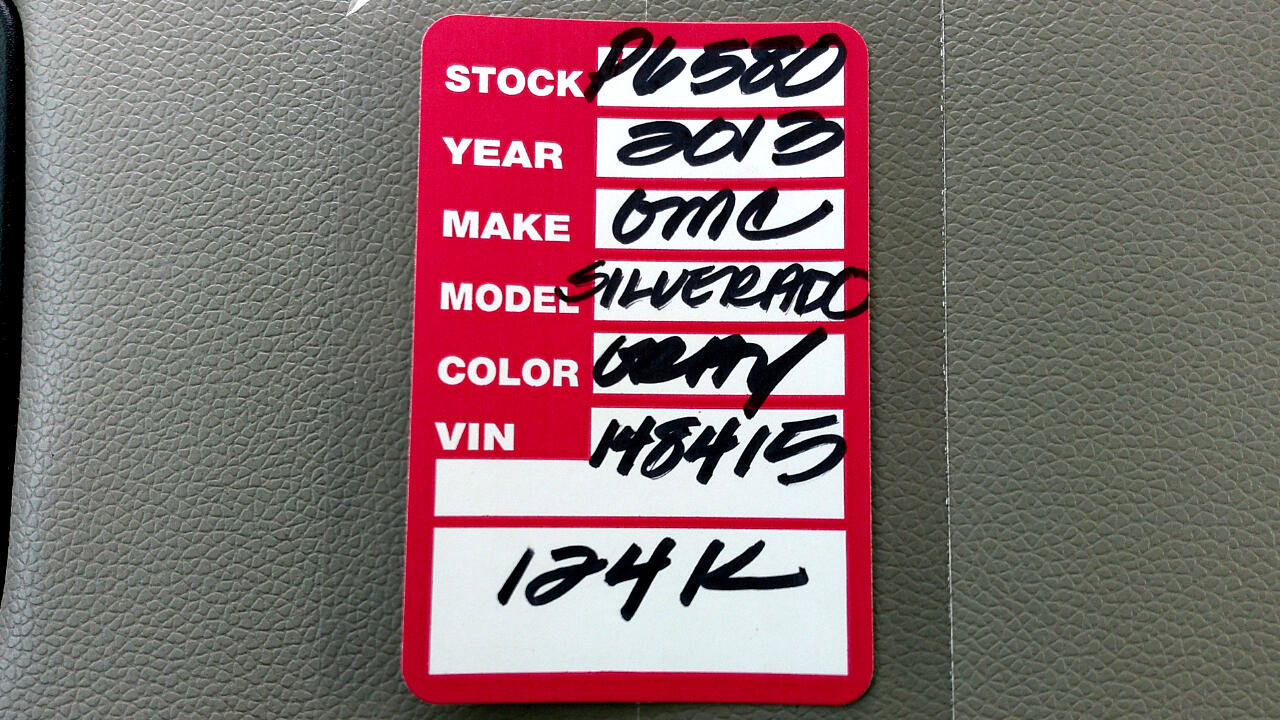 STOCK P6580
YEAR 2013
MAKE GMC
MODEL SILVERADO
COLOR GRAY
VIN 148415
124K